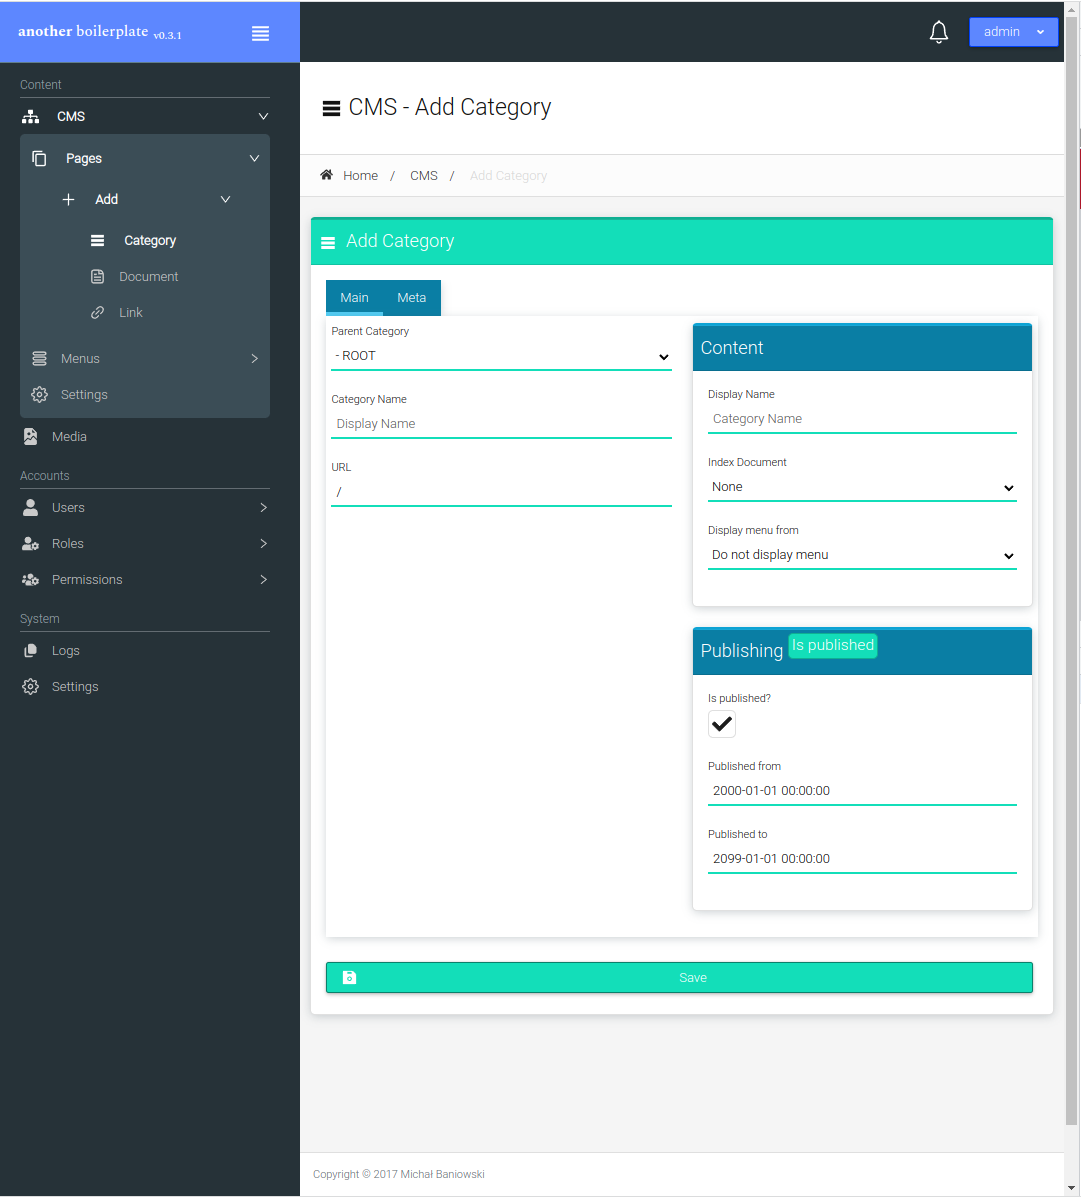 another boilerplate v0.3.1
admin
Content
CMS
Pages
Add
Category
Document
Link
Menus
Settings
Media
Accounts
Users
Roles
Permissions
System
Logs
Settings
CMS - Add Category
Home / CMS / Add Category
Add Category
Main Meta
Parent Category
- ROOT
Category Name
Display Name
URL
/
Content
Display Name
Category Name
Index Document
None
Display menu from
Do not display menu
Publishing Is published
Is published?
Published from
2000-01-01 00:00:00
Published to
2099-01-01 00:00:00
Save
Copyright © 2017 Michał Baniowski